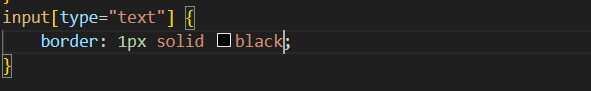 input[type="text"] {
    border: 1px solid black;
}